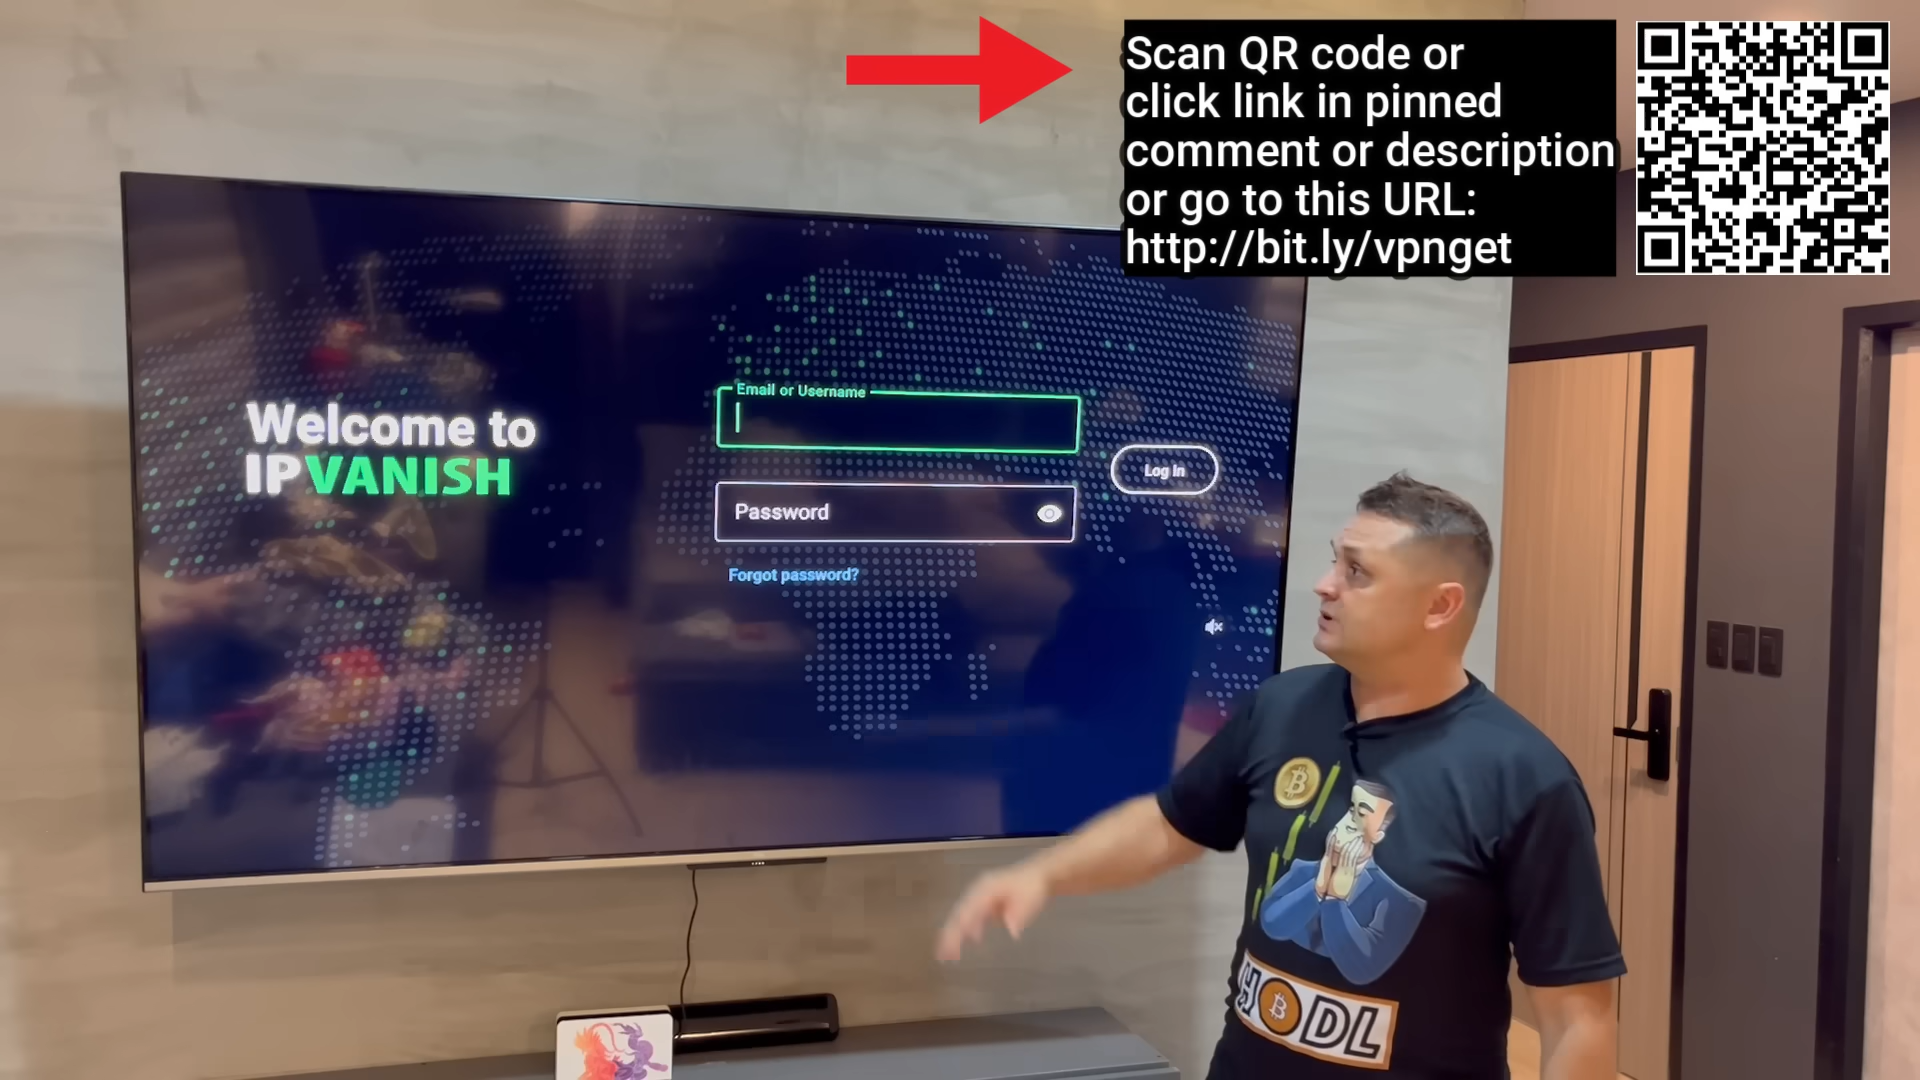 Scan QR code or
click link in pinned
comment or description
or go to this URL:
http://bit.ly/vpnget
Welcome to
IPVANISH
Email or Username
Password
Log In
Forgot password?
HODL